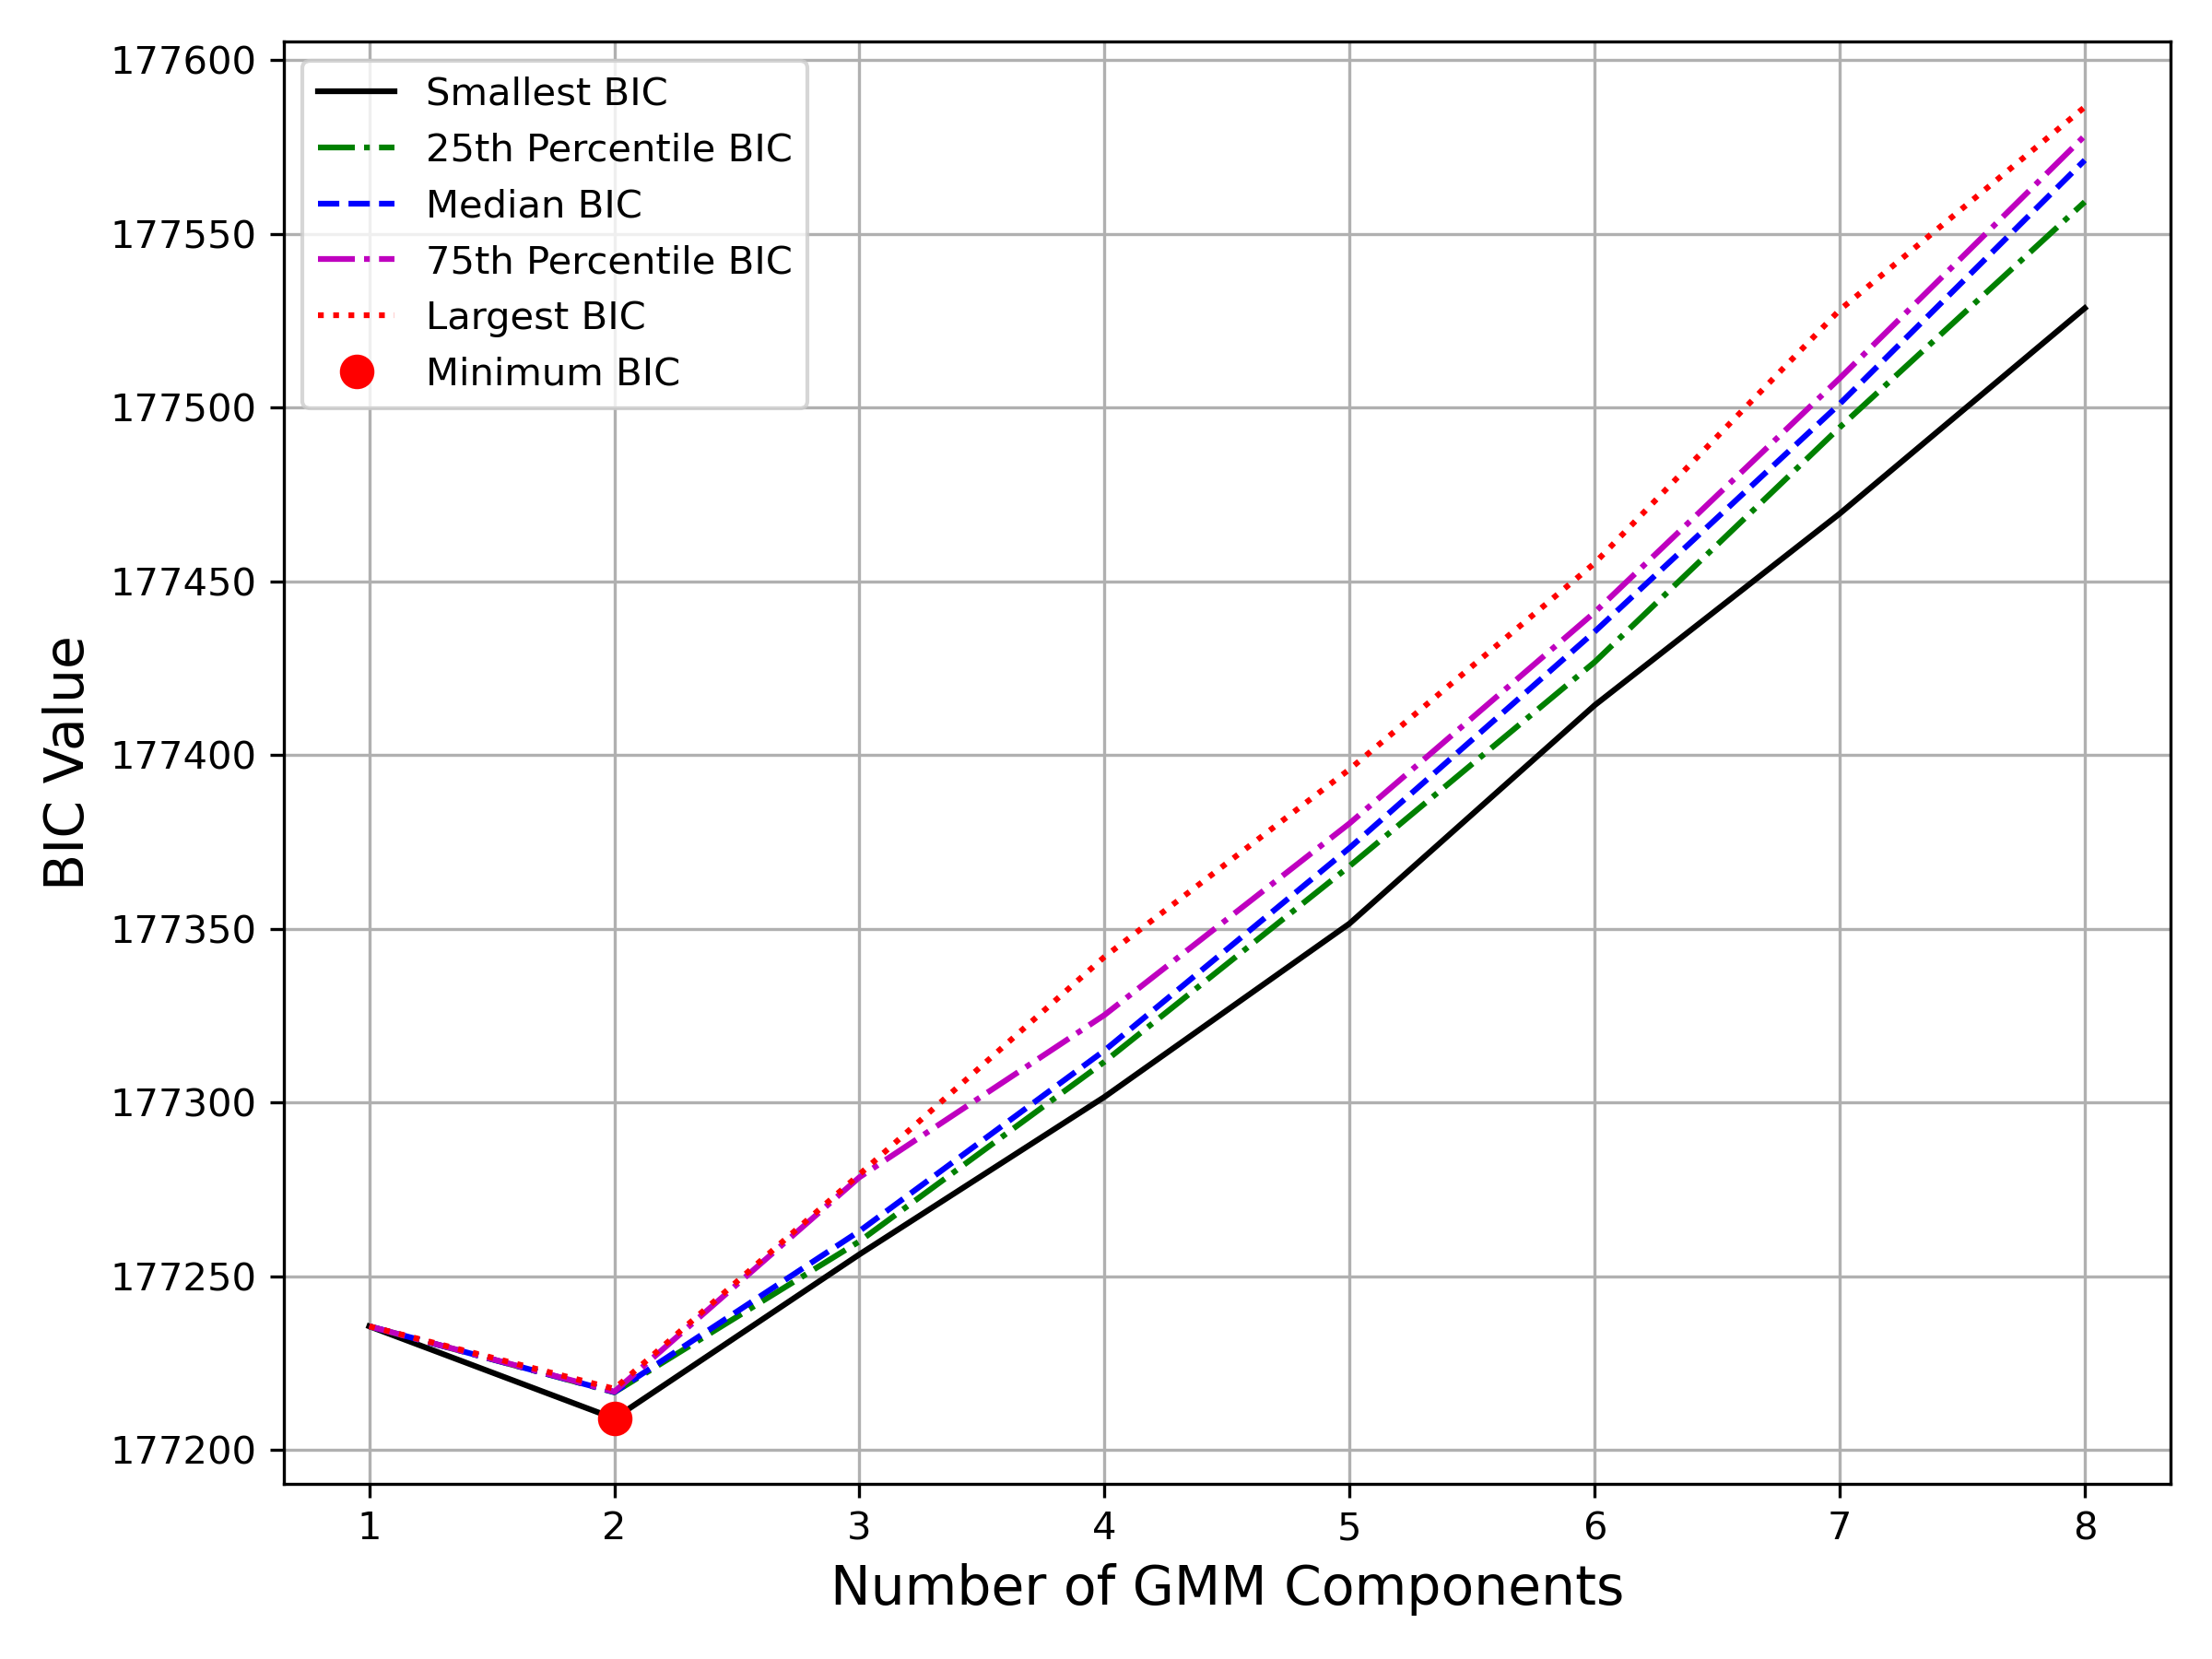 177600
177550
177500
177450
177400
177350
177300
177250
177200
BIC Value
Smallest BIC
25th Percentile BIC
Median BIC
75th Percentile BIC
Largest BIC
Minimum BIC
1 2 3 4 5 6 7 8
Number of GMM Components